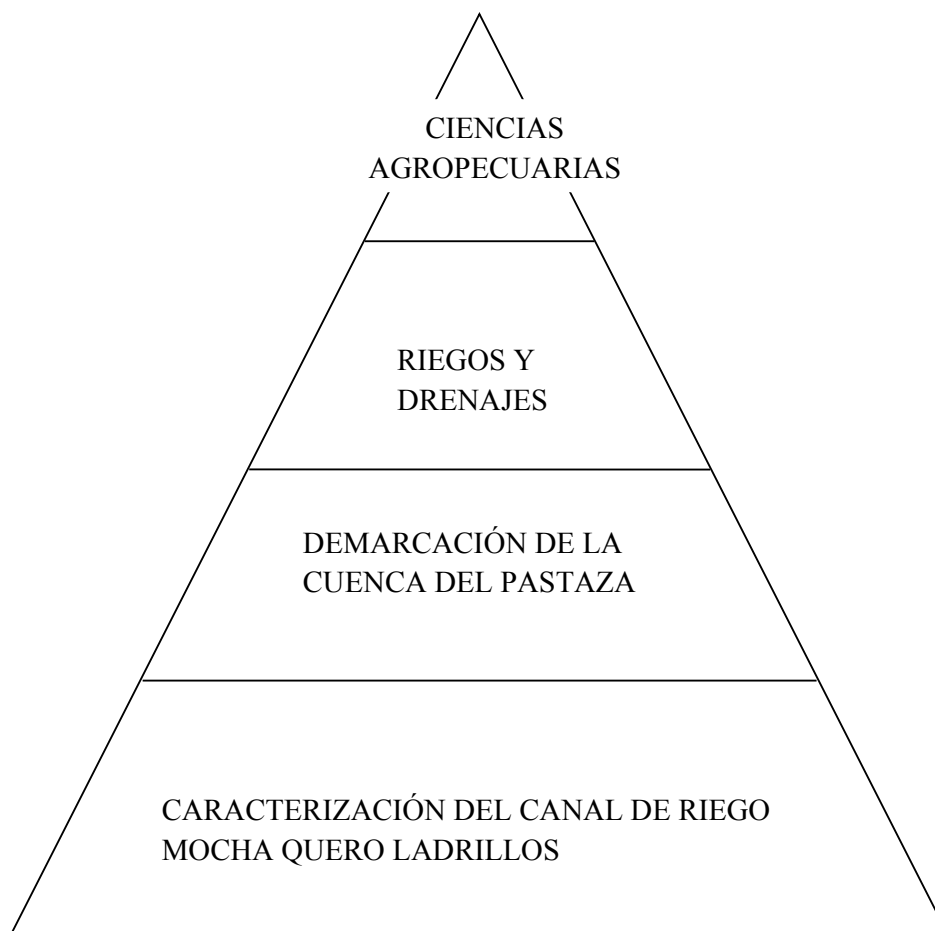 CIENCIAS
AGROPECUARIAS
RIEGOS Y
DRENAJES
DEMARCACIÓN DE LA
CUENCA DEL PASTAZA
CARACTERIZACIÓN DEL CANAL DE RIEGO
MOCHA QUERO LADRILLOS